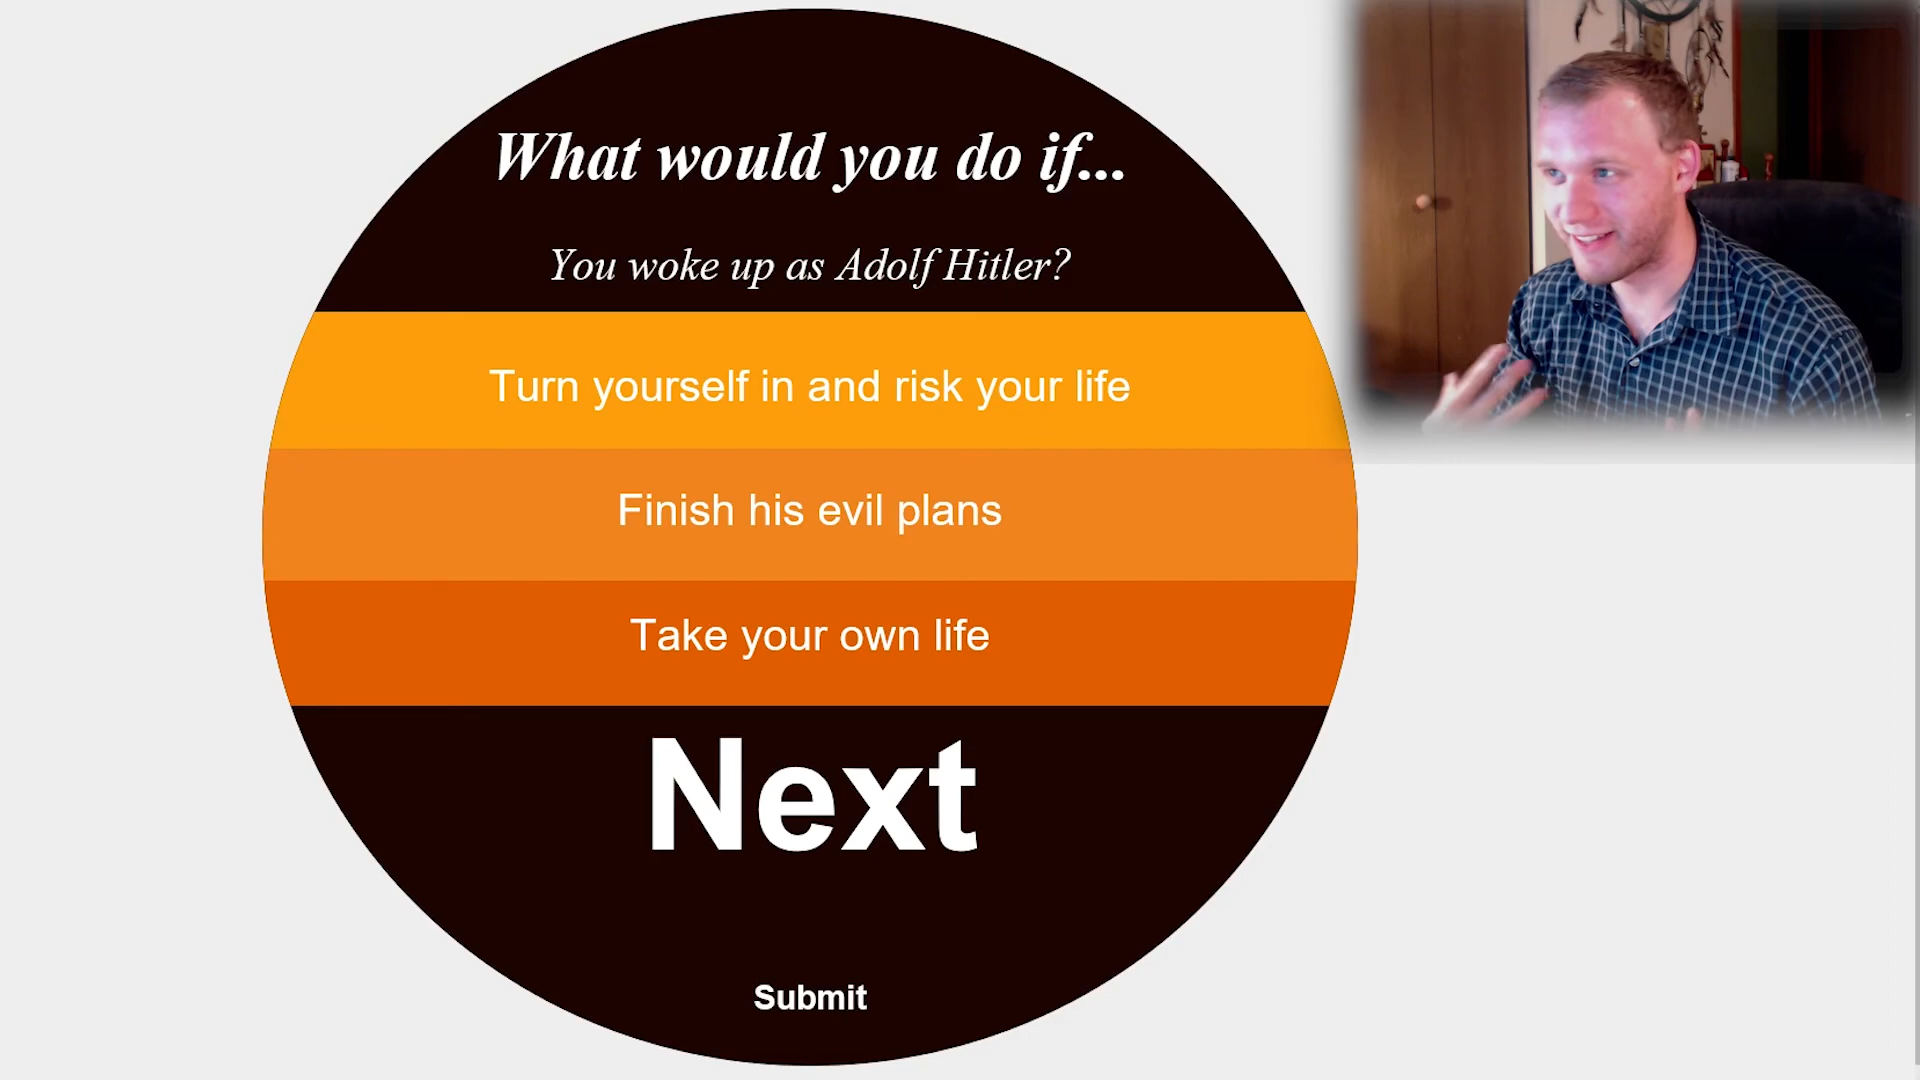 What would you do if...
You woke up as Adolf Hitler?
Turn yourself in and risk your life
Finish his evil plans
Take your own life
Next
Submit